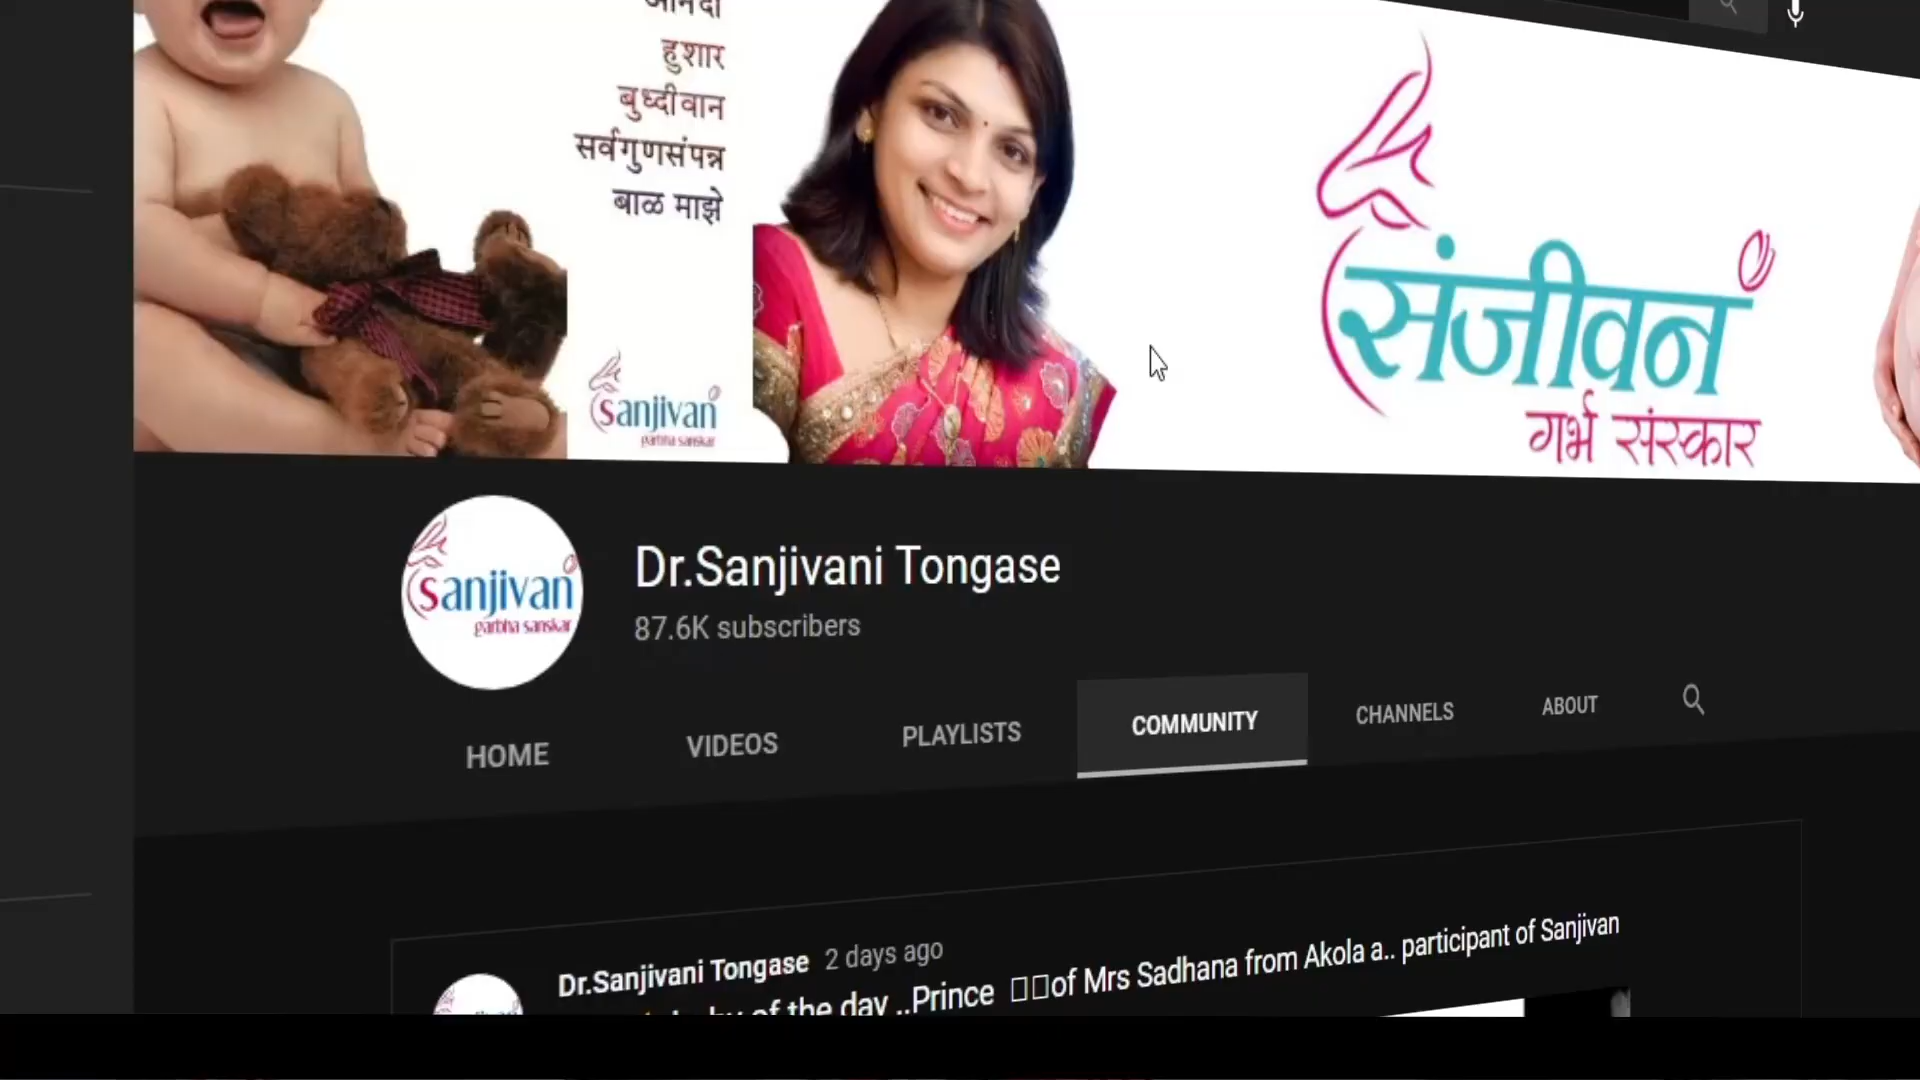 हुशार
बुध्दीवान
सर्वगुणसंपन्न
बाळ माझे
sanjivan
garbha sanskar
संजीवन
गर्भ संस्कार
sanjivan
garbha sanskar
Dr.Sanjivani Tongase
87.6K subscribers
HOME VIDEOS PLAYLISTS COMMUNITY CHANNELS ABOUT
Dr.Sanjivani Tongase 2 days ago
of the day ..Prince of Mrs Sadhana from Akola a.. participant of Sanjivan